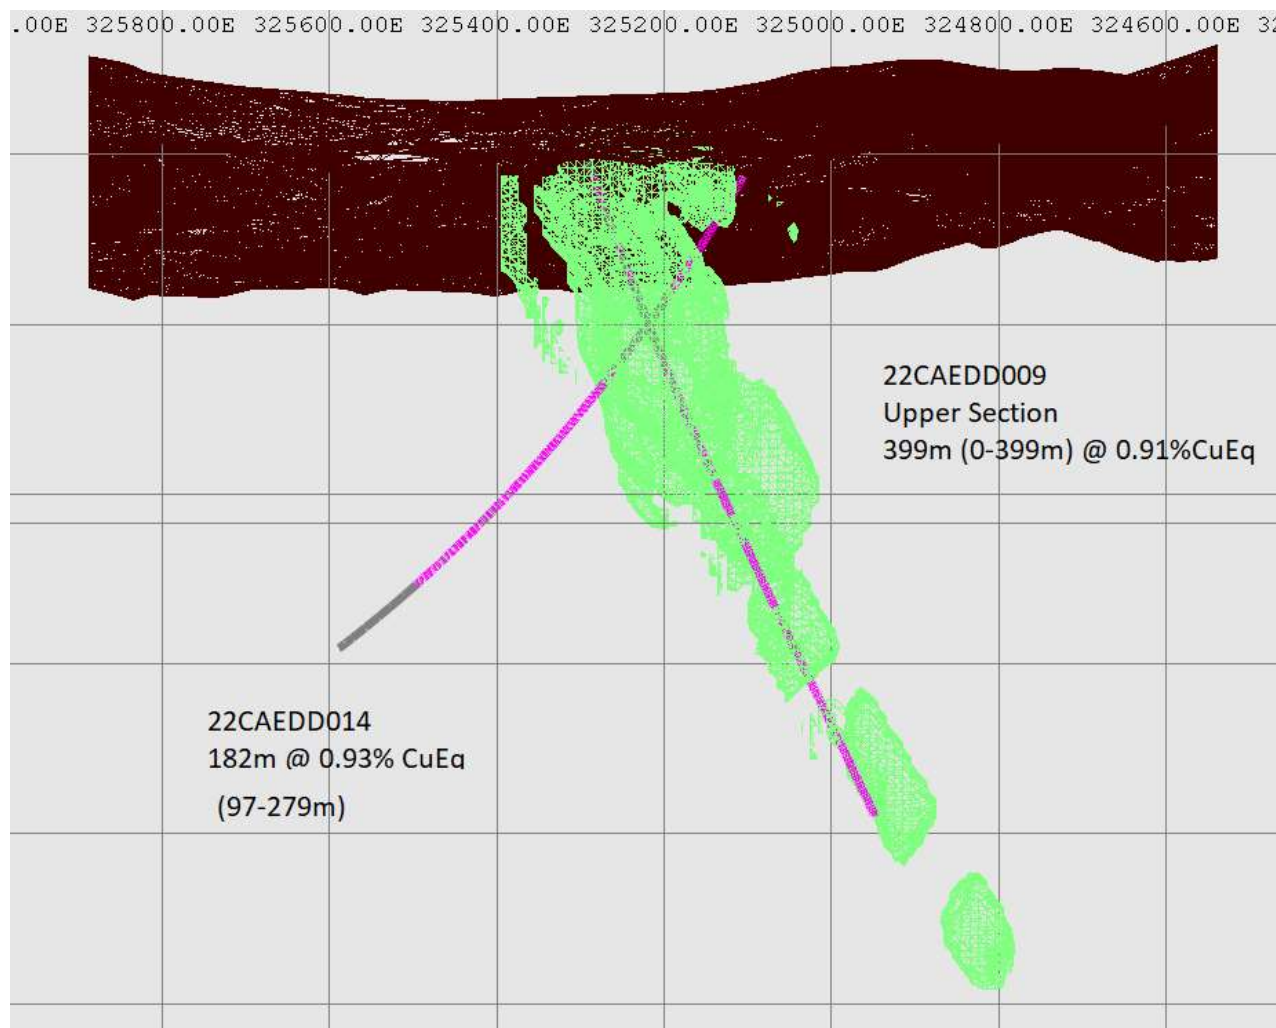 .00E 325800.00E 325600.00E 325400.00E 325200.00E 325000.00E 324800.00E 324600.00E 32
22CAEDD009
Upper Section
399m (0-399m) @ 0.91%CuEq
22CAEDD014
182m @ 0.93% CuEq
(97-279m)